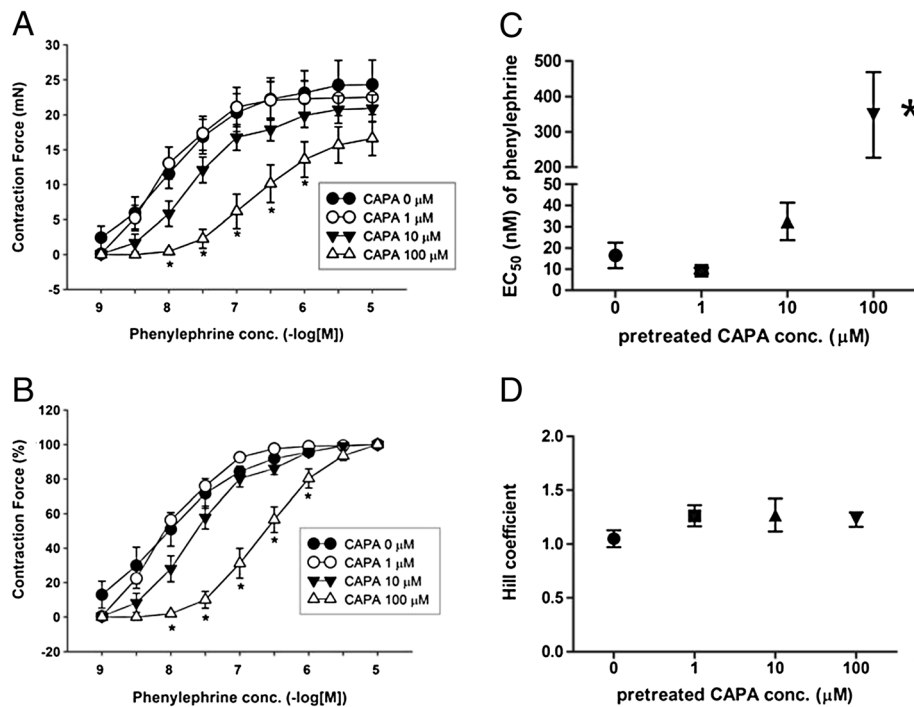 A
30
25
20
15
10
5
0
-5
Contraction Force (mN)
9 8 7 6 5
Phenylephrine conc. (-log[M])
CAPA 0 μM
CAPA 1 μM
CAPA 10 μM
CAPA 100 μM
* * * * *
B
120
100
80
60
40
20
0
-20
Contraction Force (%)
9 8 7 6 5
Phenylephrine conc. (-log[M])
CAPA 0 μM
CAPA 1 μM
CAPA 10 μM
CAPA 100 μM
* * * * *
C
500
400
300
200
50
40
30
20
10
0
EC50 (nM) of phenylephrine
*
0 1 10 100
pretreated CAPA conc. (μM)
D
2.0
1.5
1.0
0.5
0.0
Hill coefficient
0 1 10 100
pretreated CAPA conc. (μM)